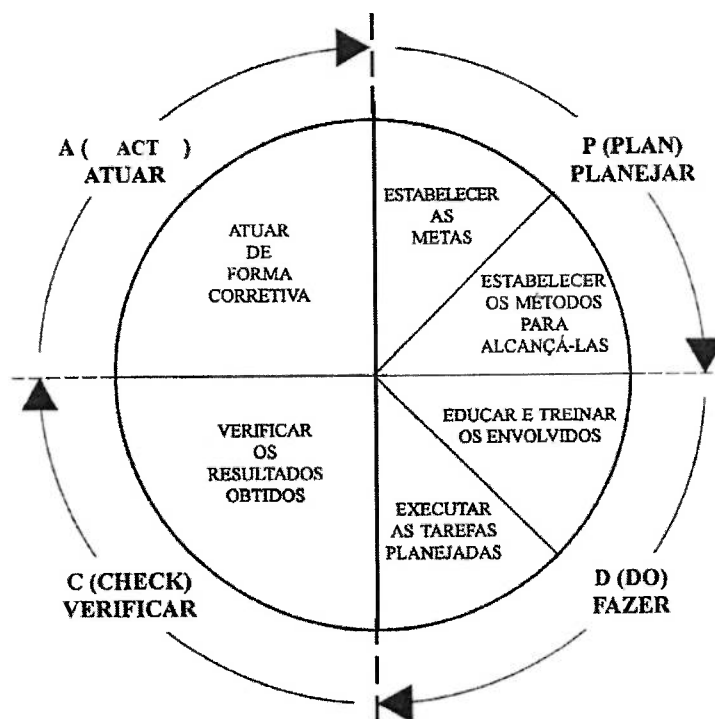 A ( ACT )
ATUAR
P (PLAN)
PLANEJAR
ESTABELECER
AS
METAS
ATUAR
DE
FORMA
CORRETIVA
ESTABELECER
OS MÉTODOS
PARA
ALCANÇÁ-LAS
EDUCAR E TREINAR
OS ENVOLVIDOS
VERIFICAR
OS
RESULTADOS
OBTIDOS
EXECUTAR
AS TAREFAS
PLANEJADAS
C (CHECK)
VERIFICAR
D (DO)
FAZER